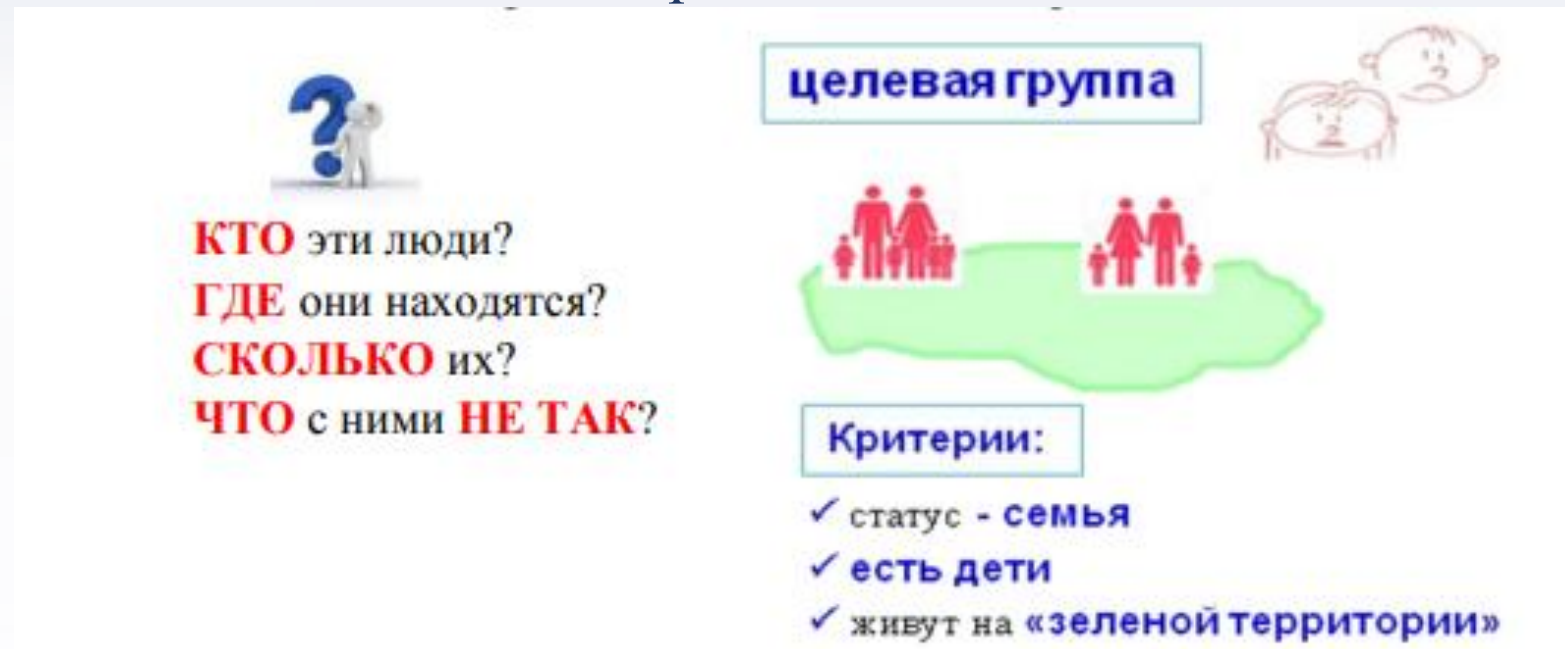 КТО эти люди?
ГДЕ они находятся?
СКОЛЬКО их?
ЧТО с ними НЕ ТАК?
целевая группа
Критерии:
✓ статус - семья
✓ есть дети
✓ живут на «зеленой территории»